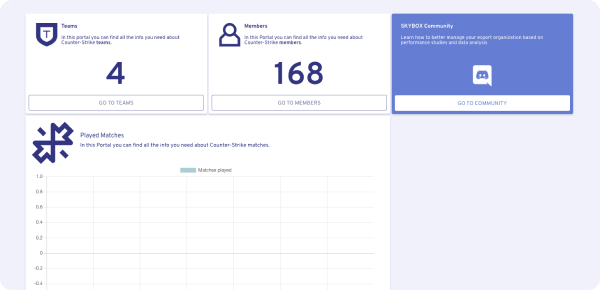 Teams
In this portal you can find all the info you need about
Counter-Strike teams.
4
GO TO TEAMS
Members
In this Portal you can find all the info you need about
Counter-Strike members.
168
GO TO MEMBERS
SKYBOX Community
Learn how to better manage your esport organization based on
performance studies and data analysis
GO TO COMMUNITY
Played Matches
In this Portal you can find all the info you need about Counter-Strike matches.
Matches played
1.0
0.8
0.6
0.4
0.2
0
-0.2
-0.4